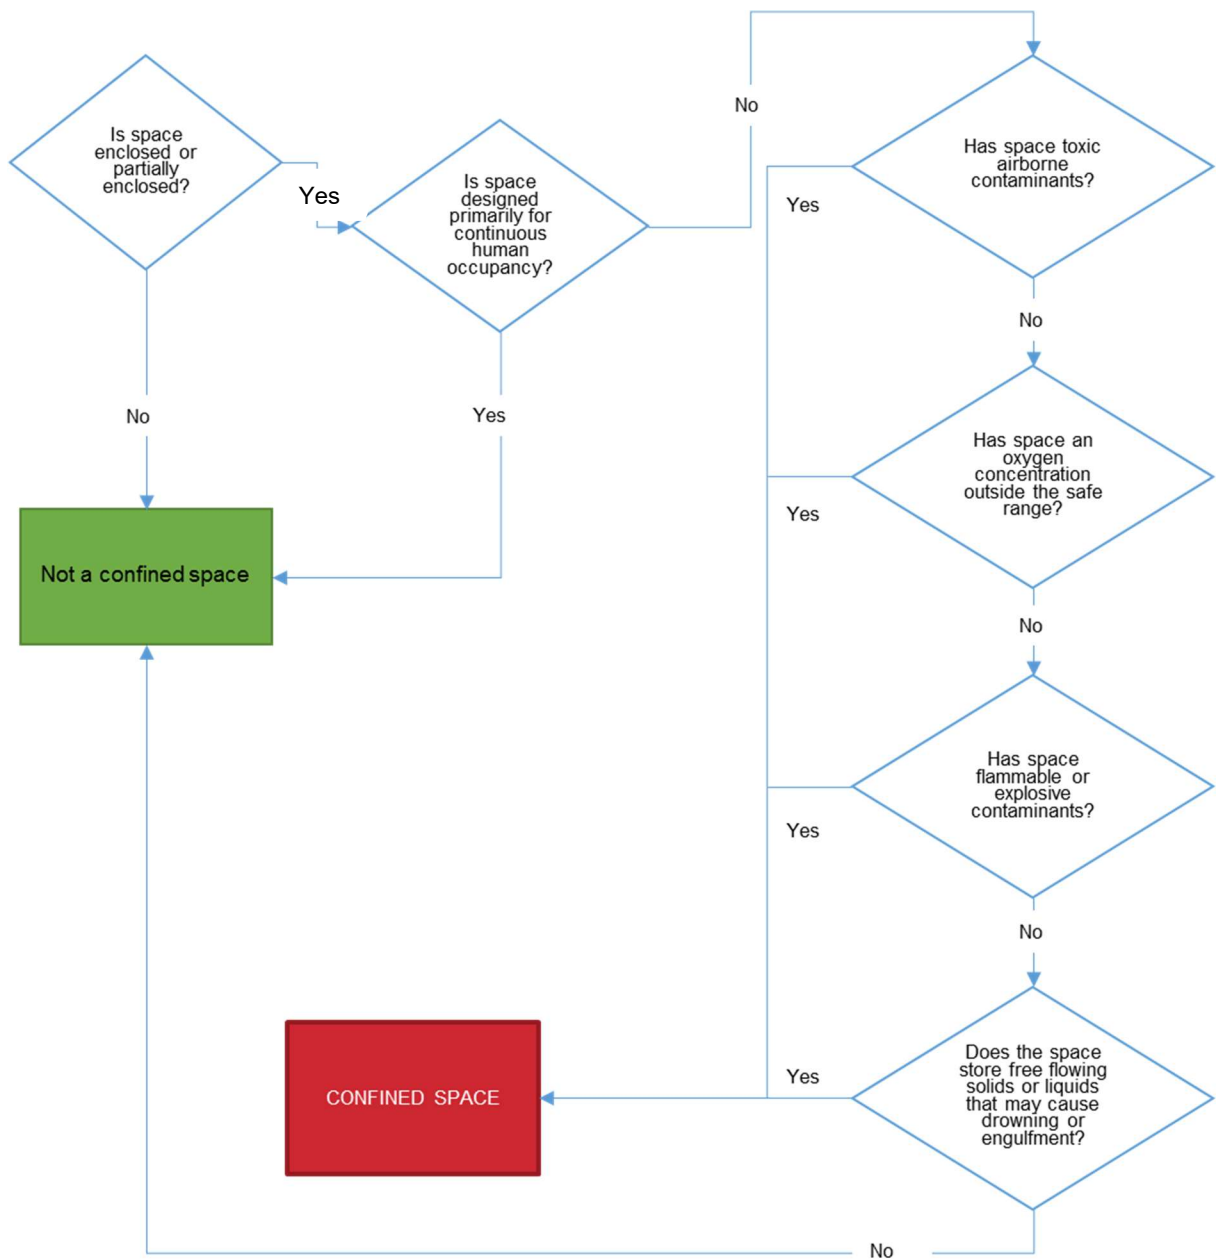 Is space
enclosed or
partially
enclosed?
Yes
Is space
designed
primarily for
continuous
human
occupancy?
No
Has space toxic
airborne
contaminants?
Yes
No
No
Yes
Has space an
oxygen
concentration
outside the safe
range?
Yes
Not a confined space
No
Has space
flammable or
explosive
contaminants?
Yes
No
Does the space
store free flowing
solids or liquids
that may cause
drowning or
engulfment?
Yes
CONFINED SPACE
No